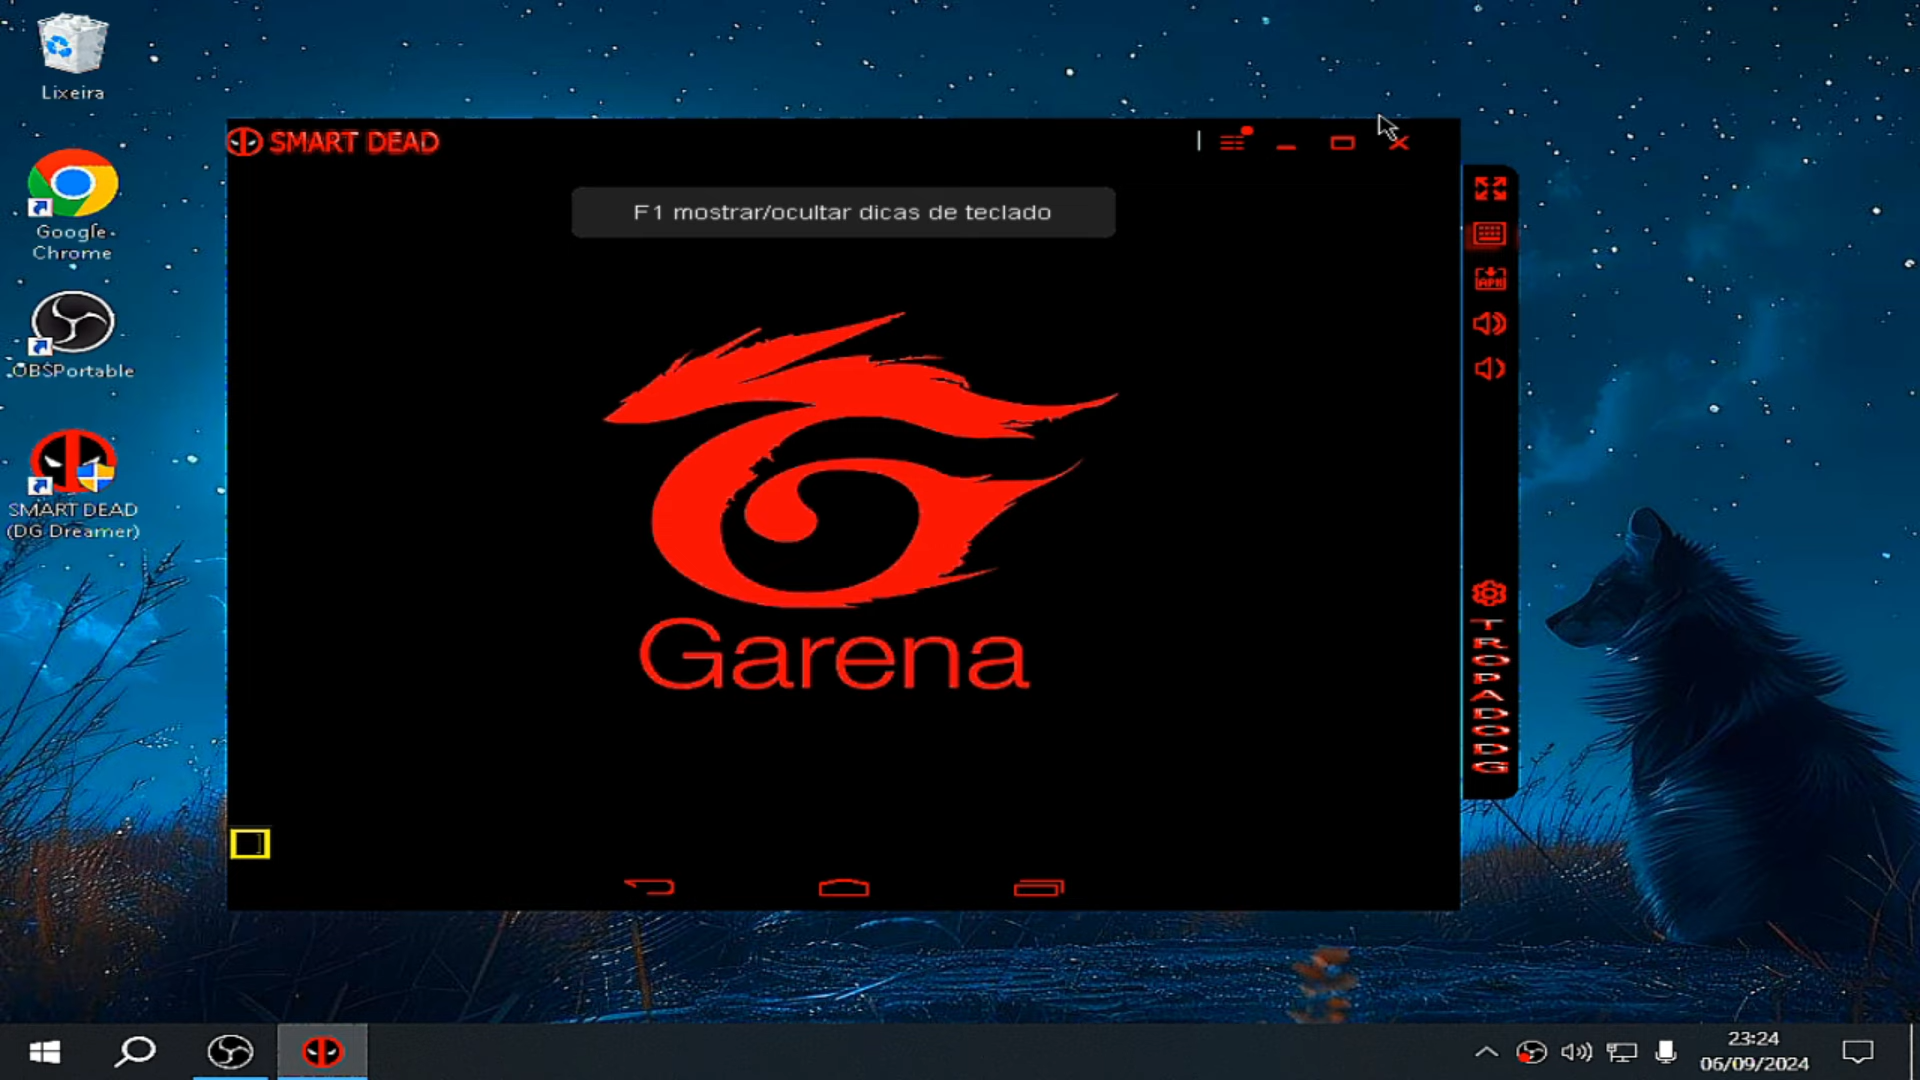 Lixeira
Google
Chrome
OBSPortable
SMART DEAD
(DG Dreamer)
SMART DEAD
F1 mostrar/ocultar dicas de teclado
Garena
APK
TROPADODG
23:24
06/09/2024